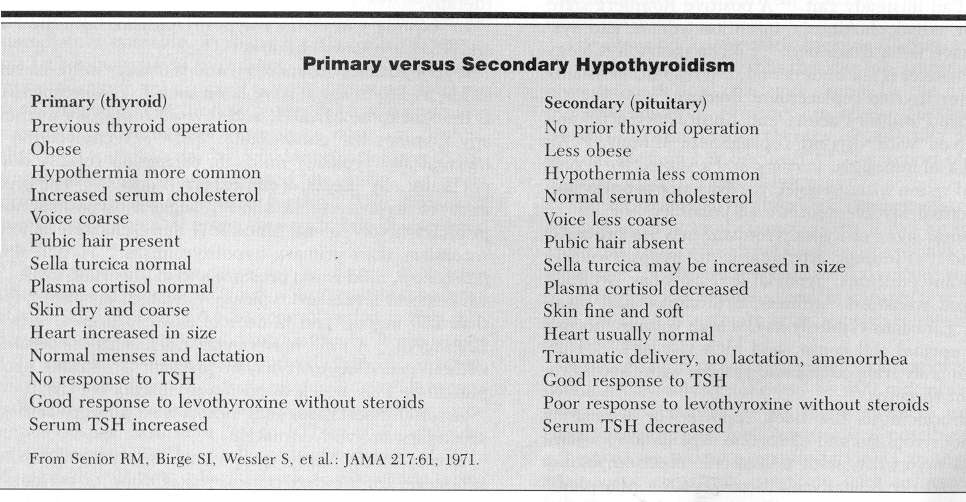 Primary versus Secondary Hypothyroidism
Primary (thyroid)
Previous thyroid operation
Obese
Hypothermia more common
Increased serum cholesterol
Voice coarse
Pubic hair present
Sella turcica normal
Plasma cortisol normal
Skin dry and coarse
Heart increased in size
Normal menses and lactation
No response to TSH
Good response to levothyroxine without steroids
Serum TSH increased
Secondary (pituitary)
No prior thyroid operation
Less obese
Hypothermia less common
Normal serum cholesterol
Voice less coarse
Pubic hair absent
Sella turcica may be increased in size
Plasma cortisol decreased
Skin fine and soft
Heart usually normal
Traumatic delivery, no lactation, amenorrhea
Good response to TSH
Poor response to levothyroxine without steroids
Serum TSH decreased
From Senior RM, Birge SJ, Wessler S, et al.: JAMA 217:61, 1971.